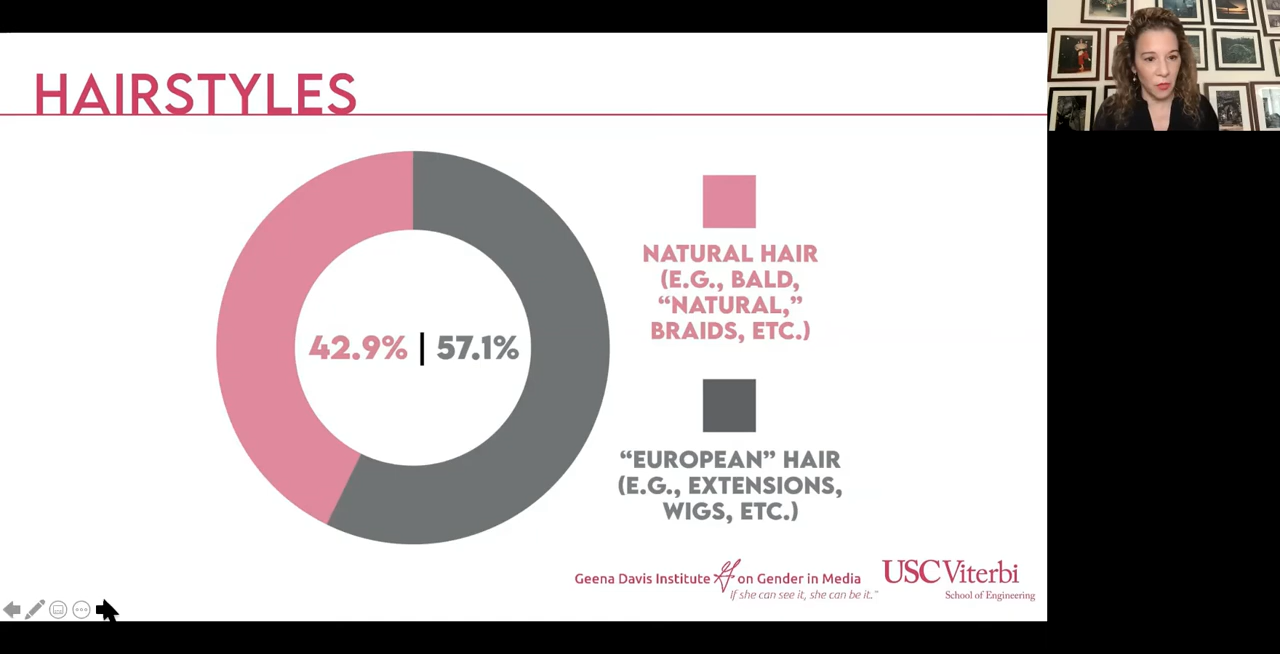 HAIRSTYLES
42.9% | 57.1%
NATURAL HAIR
(E.G., BALD,
“NATURAL,”
BRAIDS, ETC.)
“EUROPEAN” HAIR
(E.G., EXTENSIONS,
WIGS, ETC.)
Geena Davis Institute on Gender in Media
If she can see it, she can be it.™
USC Viterbi
School of Engineering